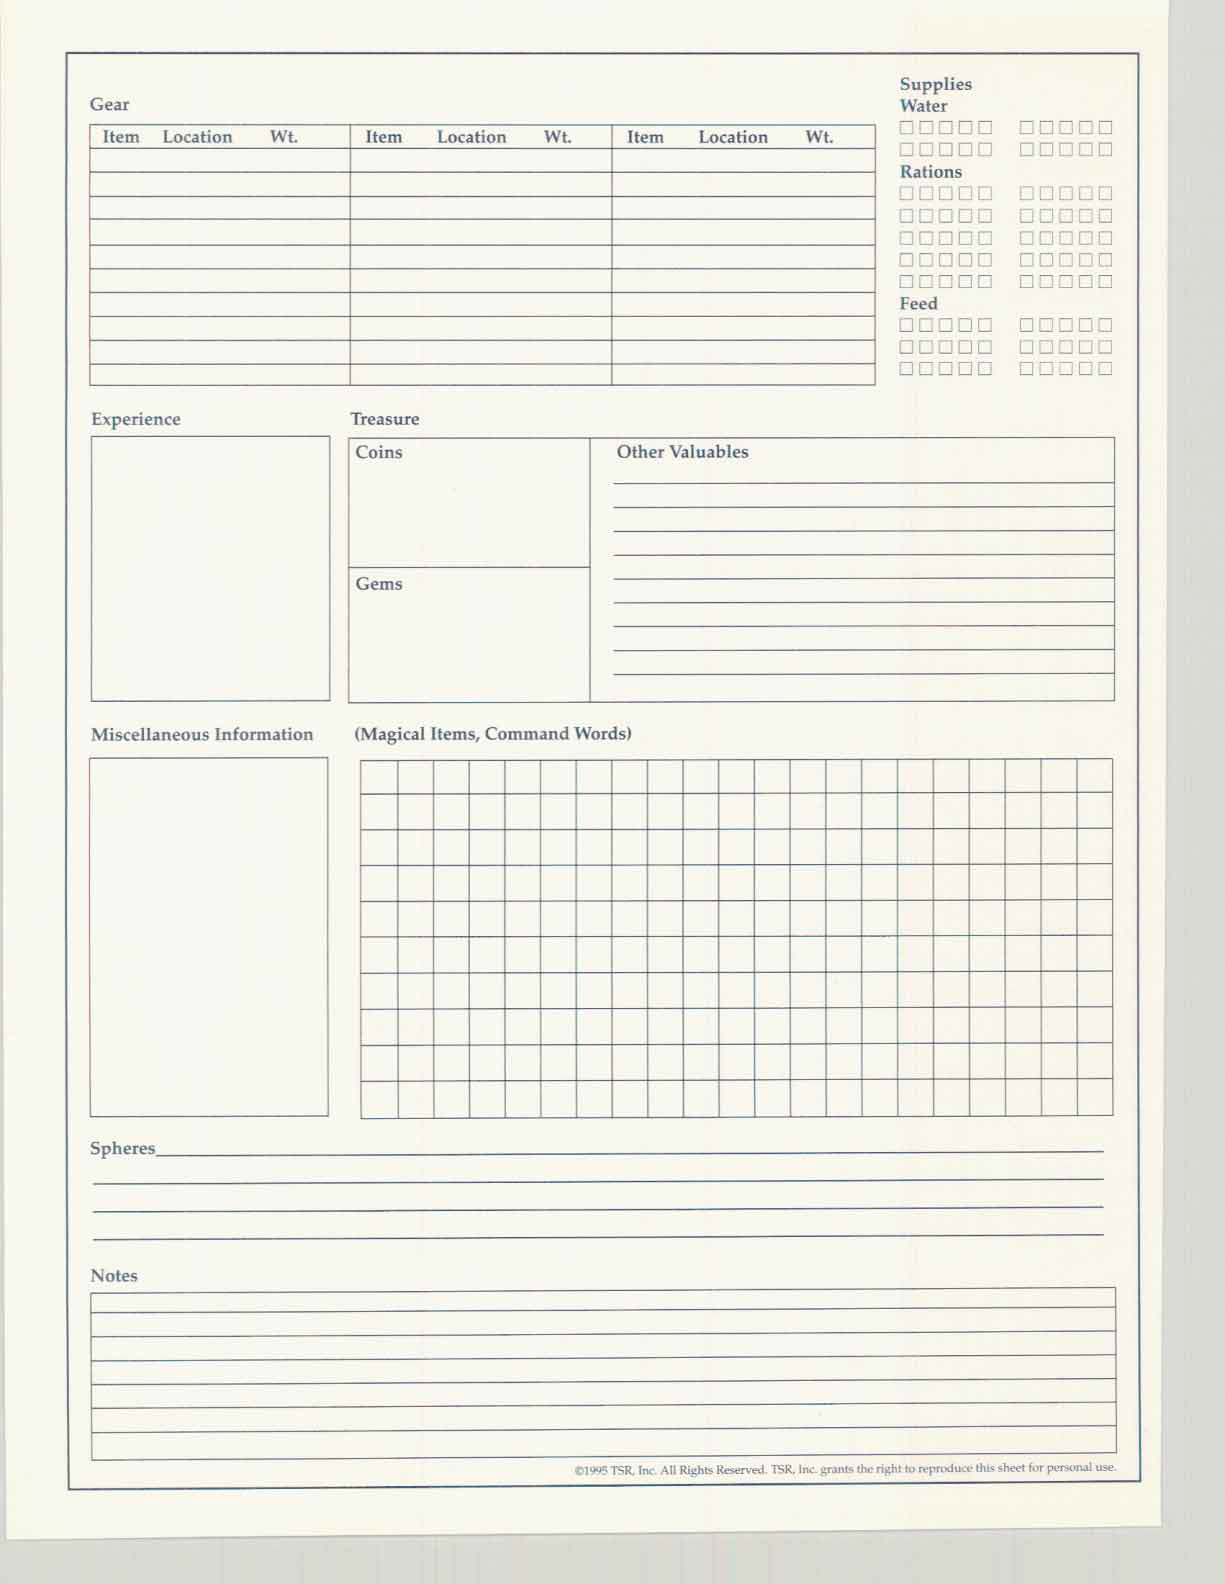 Supplies
Gear
Water
Item Location Wt. Item Location Wt. Item Location Wt.
Rations
Feed
Experience
Treasure
Coins
Other Valuables
Gems
Miscellaneous Information
(Magical Items, Command Words)
Spheres
Notes
©1995 TSR, Inc. All Rights Reserved. TSR, Inc. grants the right to reproduce this sheet for personal use.